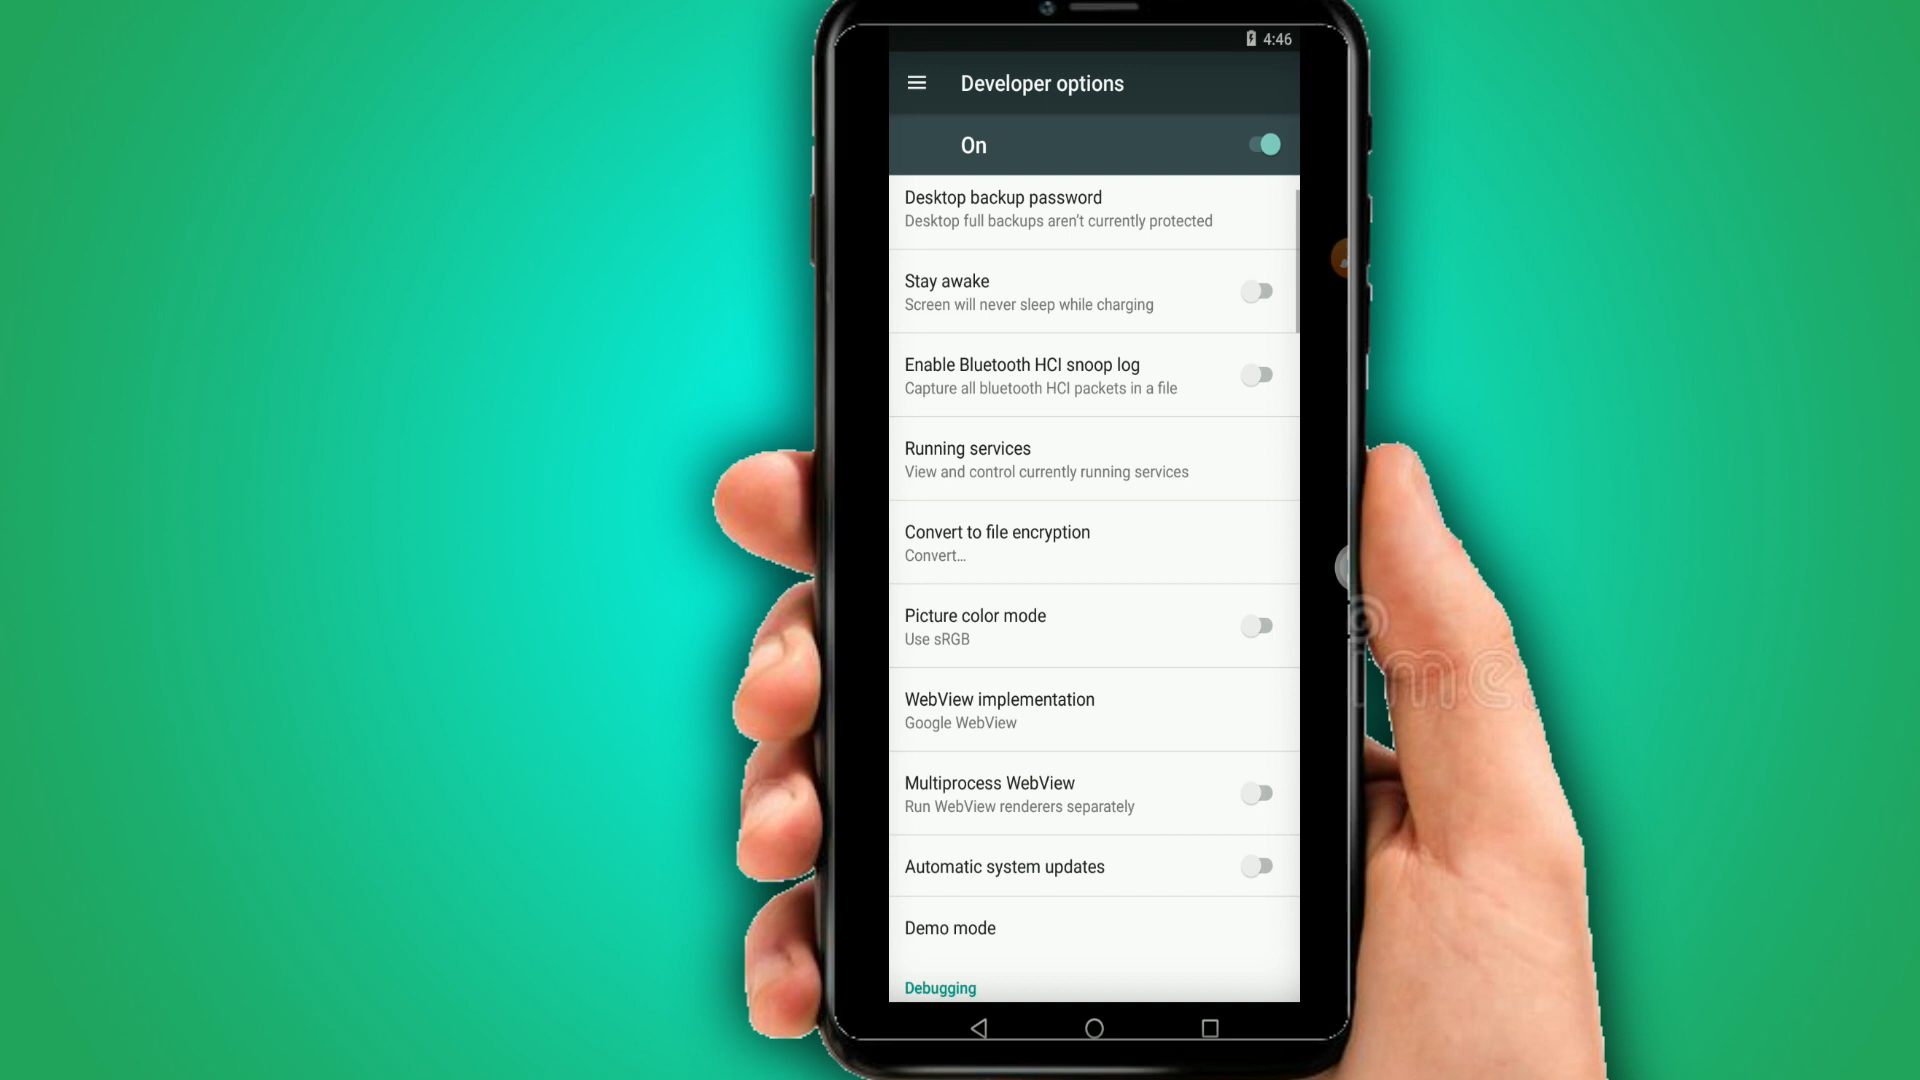 4:46
Developer options
On
Desktop backup password
Desktop full backups aren't currently protected
Stay awake
Screen will never sleep while charging
Enable Bluetooth HCI snoop log
Capture all bluetooth HCI packets in a file
Running services
View and control currently running services
Convert to file encryption
Convert…
Picture color mode
Use sRGB
WebView implementation
Google WebView
Multiprocess WebView
Run WebView renderers separately
Automatic system updates
Demo mode
Debugging